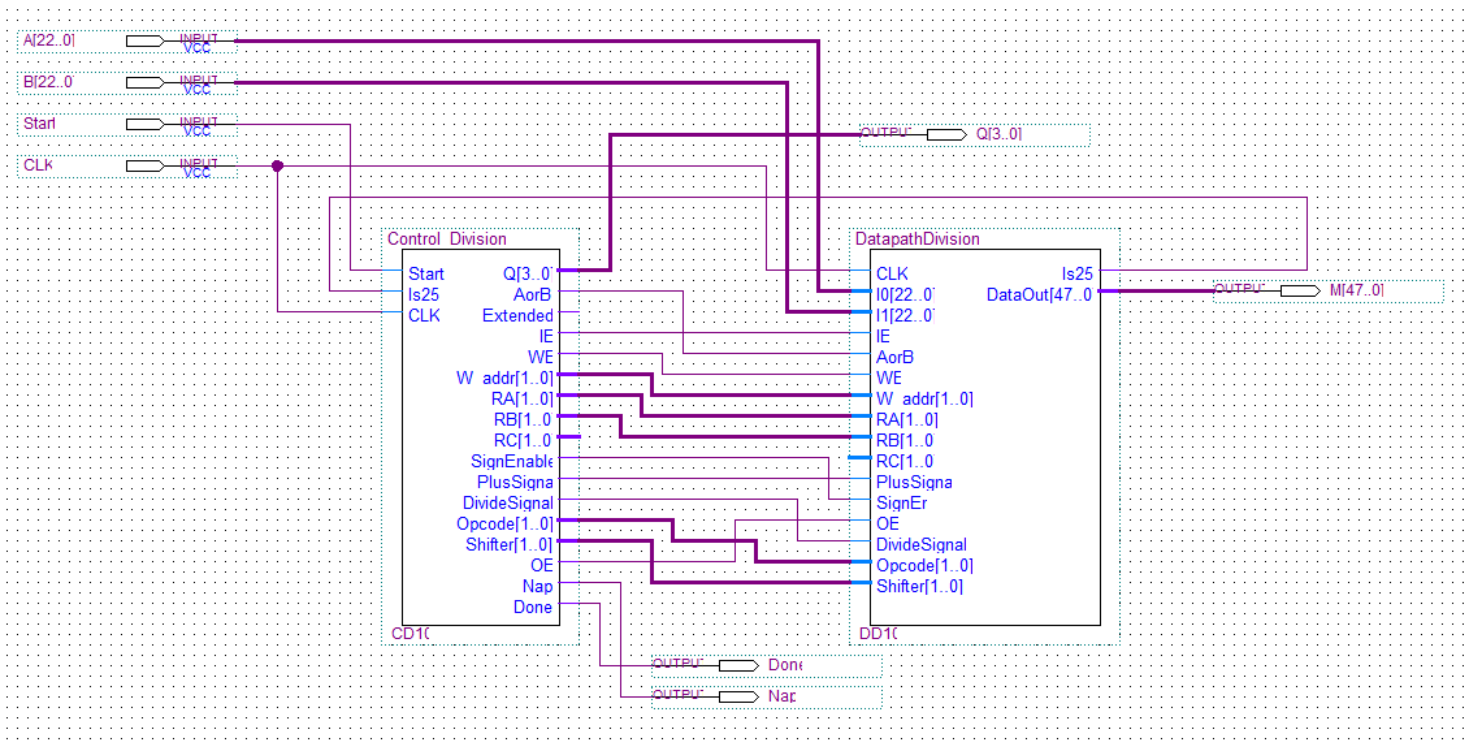 A[22..0]
INPUT
VCC
B[22..0
INPUT
VCC
Start
INPUT
VCC
CLK
INPUT
VCC
OUTPUT
Q[3..0]
Control Division
Start
Is25
CLK
Q[3..0]
AorB
Extended
IE
WE
W addr[1..0]
RA[1..0]
RB[1..0
RC[1..0
SignEnable
PlusSigna
DivideSignal
Opcode[1..0]
Shifter[1..0]
OE
Nap
Done
CD10
DatapathDivision
CLK
I0[22..0]
I1[22..0]
IE
AorB
WE
W addr[1..0]
RA[1..0]
RB[1..0
RC[1..0
PlusSigna
SignEr
OE
DivideSignal
Opcode[1..0]
Shifter[1..0]
Is25
DataOut[47..0
DD10
OUTPUT
M[47..0]
OUTPUT
Done
OUTPUT
Nap